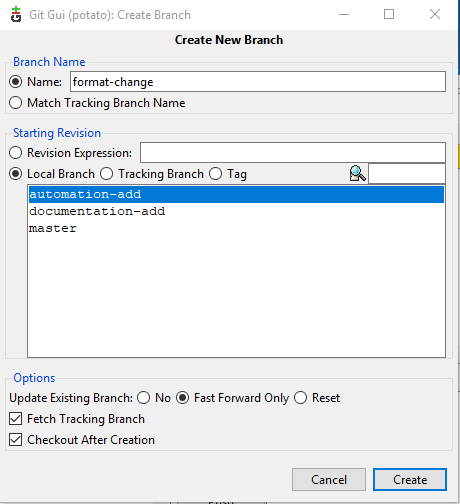 Git Gui (potato): Create Branch
Create New Branch
Branch Name
Name: format-change
Match Tracking Branch Name
Starting Revision
Revision Expression:
Local Branch Tracking Branch Tag
automation-add
documentation-add
master
Options
Update Existing Branch: No Fast Forward Only Reset
Fetch Tracking Branch
Checkout After Creation
Cancel Create